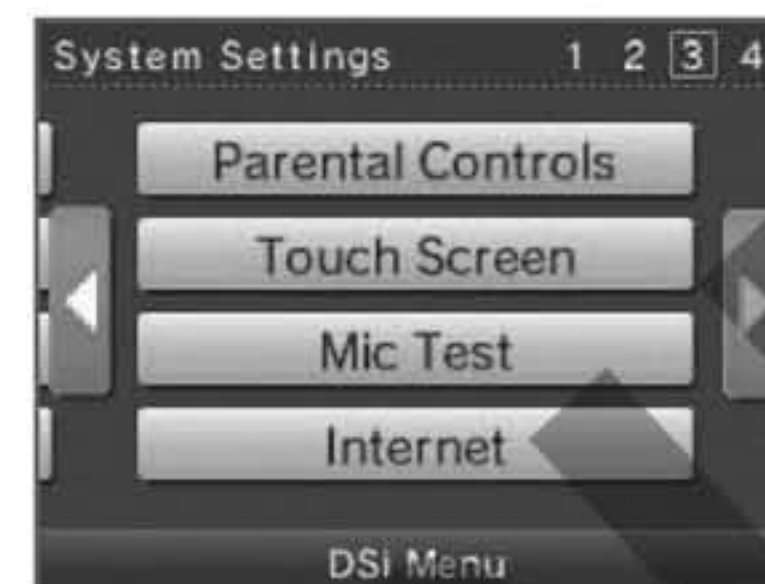 System Settings 1 2 3 4
Parental Controls
Touch Screen
Mic Test
Internet
DSi Menu